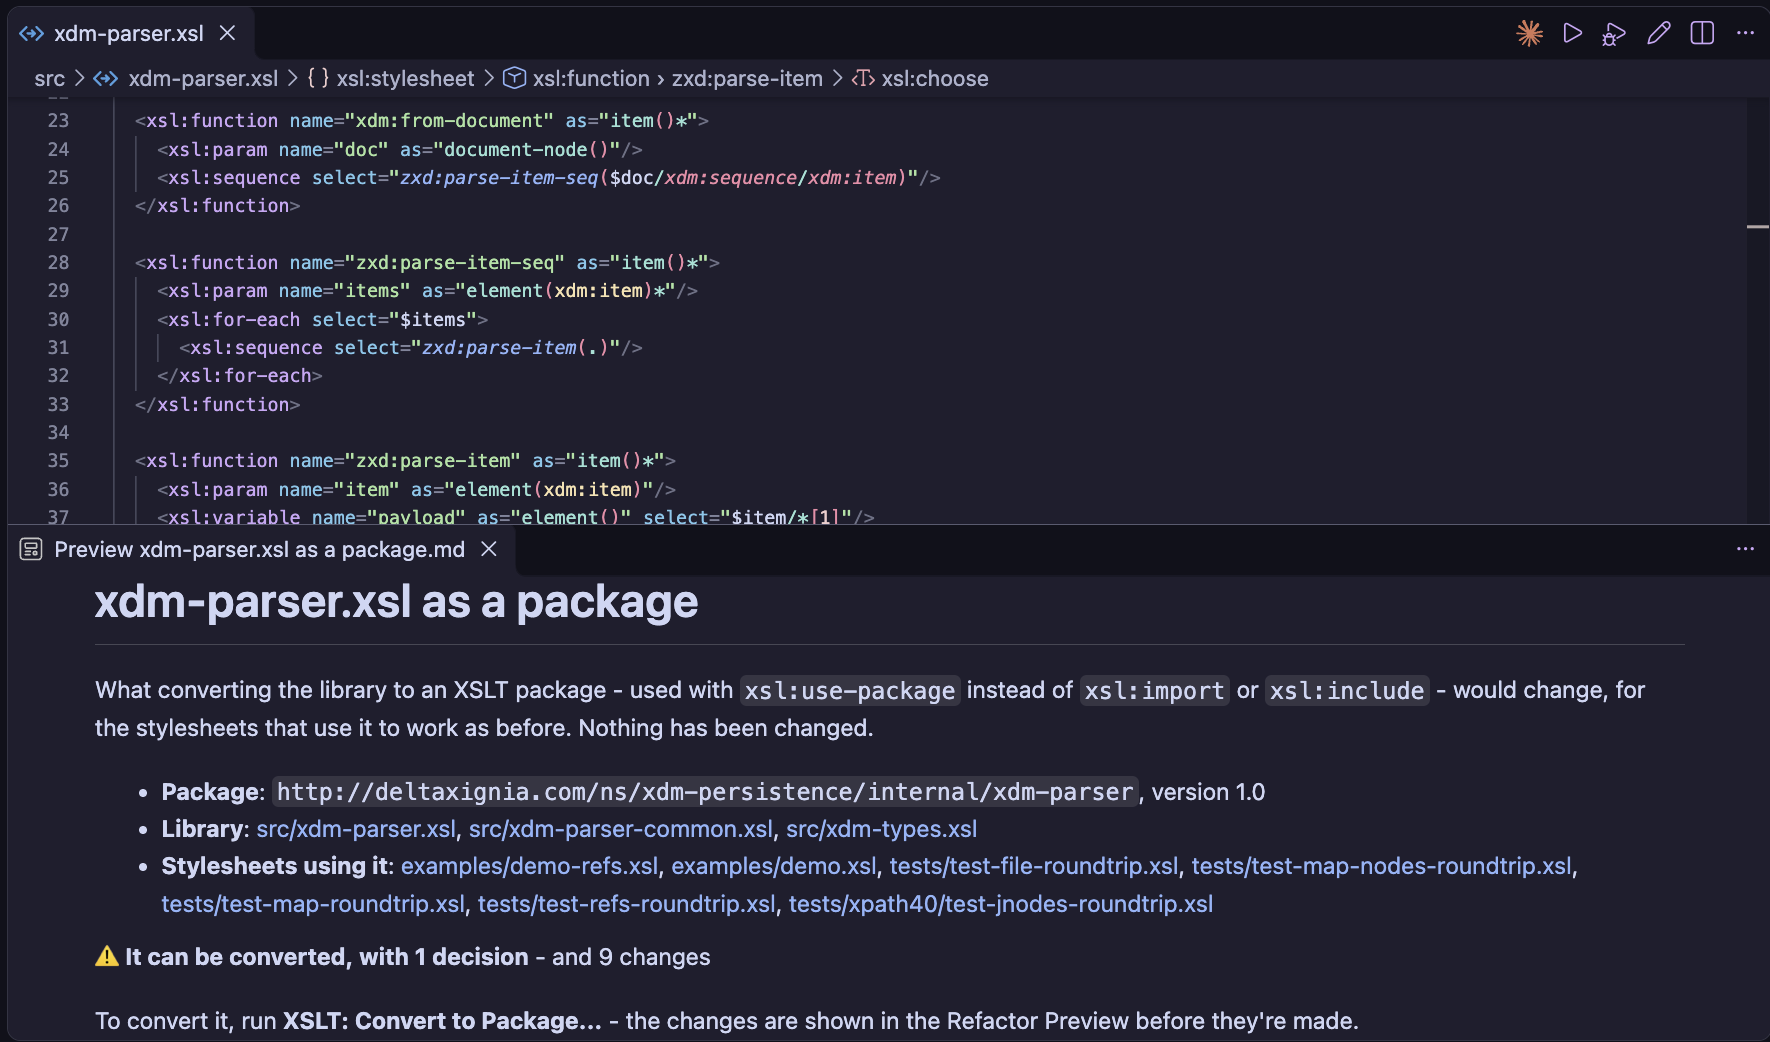 xdm-parser.xsl
src > xdm-parser.xsl > { } xsl:stylesheet > xsl:function › zxd:parse-item > xsl:choose
23 <xsl:function name="xdm:from-document" as="item()*">
24 <xsl:param name="doc" as="document-node()"/>
25 <xsl:sequence select="zxd:parse-item-seq($doc/xdm:sequence/xdm:item)"/>
26 </xsl:function>
27
28 <xsl:function name="zxd:parse-item-seq" as="item()*">
29 <xsl:param name="items" as="element(xdm:item)*"/>
30 <xsl:for-each select="$items">
31 <xsl:sequence select="zxd:parse-item(.)"/>
32 </xsl:for-each>
33 </xsl:function>
34
35 <xsl:function name="zxd:parse-item" as="item()*">
36 <xsl:param name="item" as="element(xdm:item)"/>
37 <xsl:variable name="payload" as="element()" select="$item/*[1]"/>
Preview xdm-parser.xsl as a package.md
xdm-parser.xsl as a package
What converting the library to an XSLT package - used with xsl:use-package instead of xsl:import or xsl:include - would change, for
the stylesheets that use it to work as before. Nothing has been changed.
• Package: http://deltaxignia.com/ns/xdm-persistence/internal/xdm-parser, version 1.0
• Library: src/xdm-parser.xsl, src/xdm-parser-common.xsl, src/xdm-types.xsl
• Stylesheets using it: examples/demo-refs.xsl, examples/demo.xsl, tests/test-file-roundtrip.xsl, tests/test-map-nodes-roundtrip.xsl,
tests/test-map-roundtrip.xsl, tests/test-refs-roundtrip.xsl, tests/xpath40/test-jnodes-roundtrip.xsl
⚠️ It can be converted, with 1 decision - and 9 changes
To convert it, run XSLT: Convert to Package... - the changes are shown in the Refactor Preview before they're made.